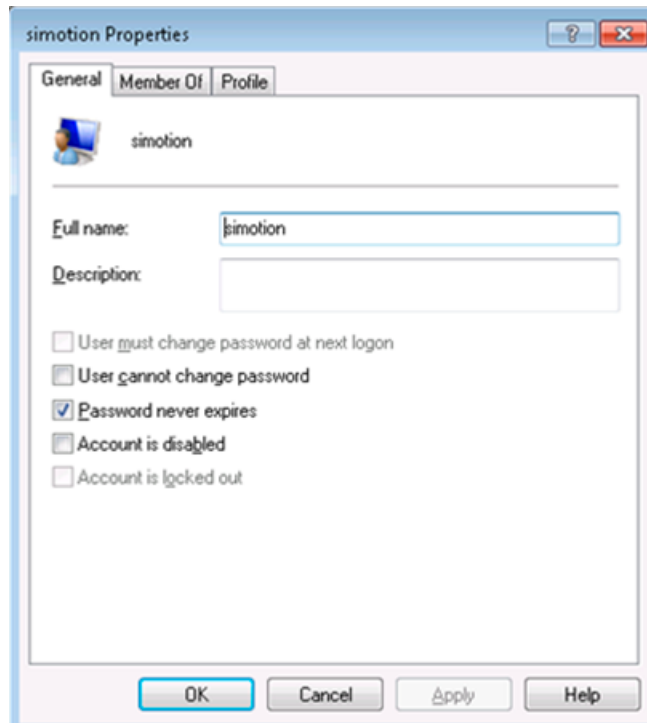 simotion Properties
General Member Of Profile
simotion
Full name: simotion
Description:
User must change password at next logon
User cannot change password
Password never expires
Account is disabled
Account is locked out
OK Cancel Apply Help